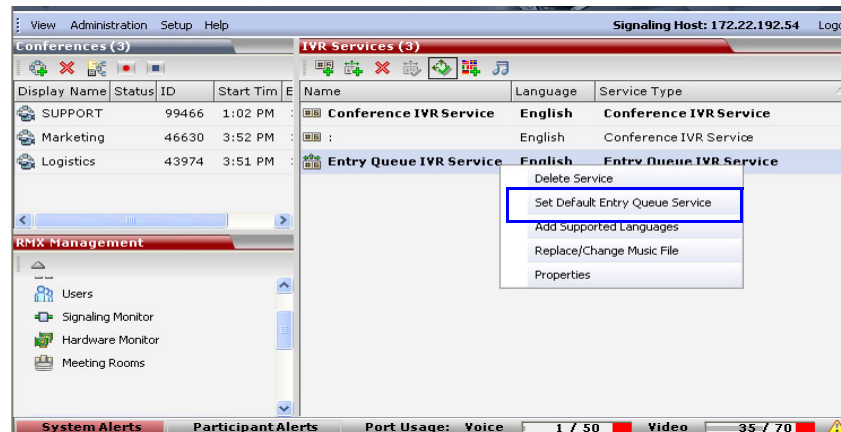 View Administration Setup Help Signaling Host: 172.22.192.54 Logo
Conferences (3)
Display Name Status ID Start Tim E
SUPPORT 99466 1:02 PM
Marketing 46630 3:52 PM
Logistics 43974 3:51 PM
IVR Services (3)
Name Language Service Type
Conference IVR Service English Conference IVR Service
: English Conference IVR Service
Entry Queue IVR Service English Entry Queue IVR Service
Delete Service
Set Default Entry Queue Service
Add Supported Languages
Replace/Change Music File
Properties
RMX Management
Users
Signaling Monitor
Hardware Monitor
Meeting Rooms
System Alerts Participant Alerts Port Usage: Voice 1 / 50 Video 35 / 70